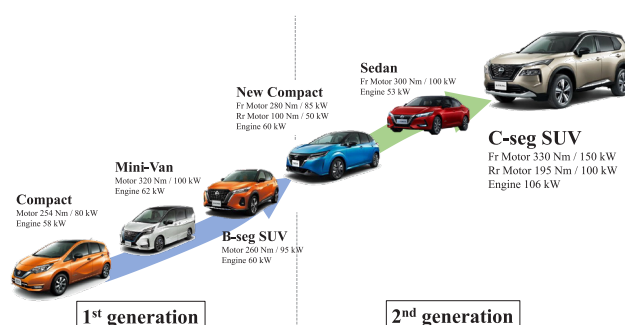 Compact
Motor 254 Nm / 80 kW
Engine 58 kW
Mini-Van
Motor 320 Nm / 100 kW
Engine 62 kW
B-seg SUV
Motor 260 Nm / 95 kW
Engine 60 kW
New Compact
Fr Motor 280 Nm / 85 kW
Rr Motor 100 Nm / 50 kW
Engine 60 kW
Sedan
Fr Motor 300 Nm / 100 kW
Engine 53 kW
C-seg SUV
Fr Motor 330 Nm / 150 kW
Rr Motor 195 Nm / 100 kW
Engine 106 kW
1st generation
2nd generation